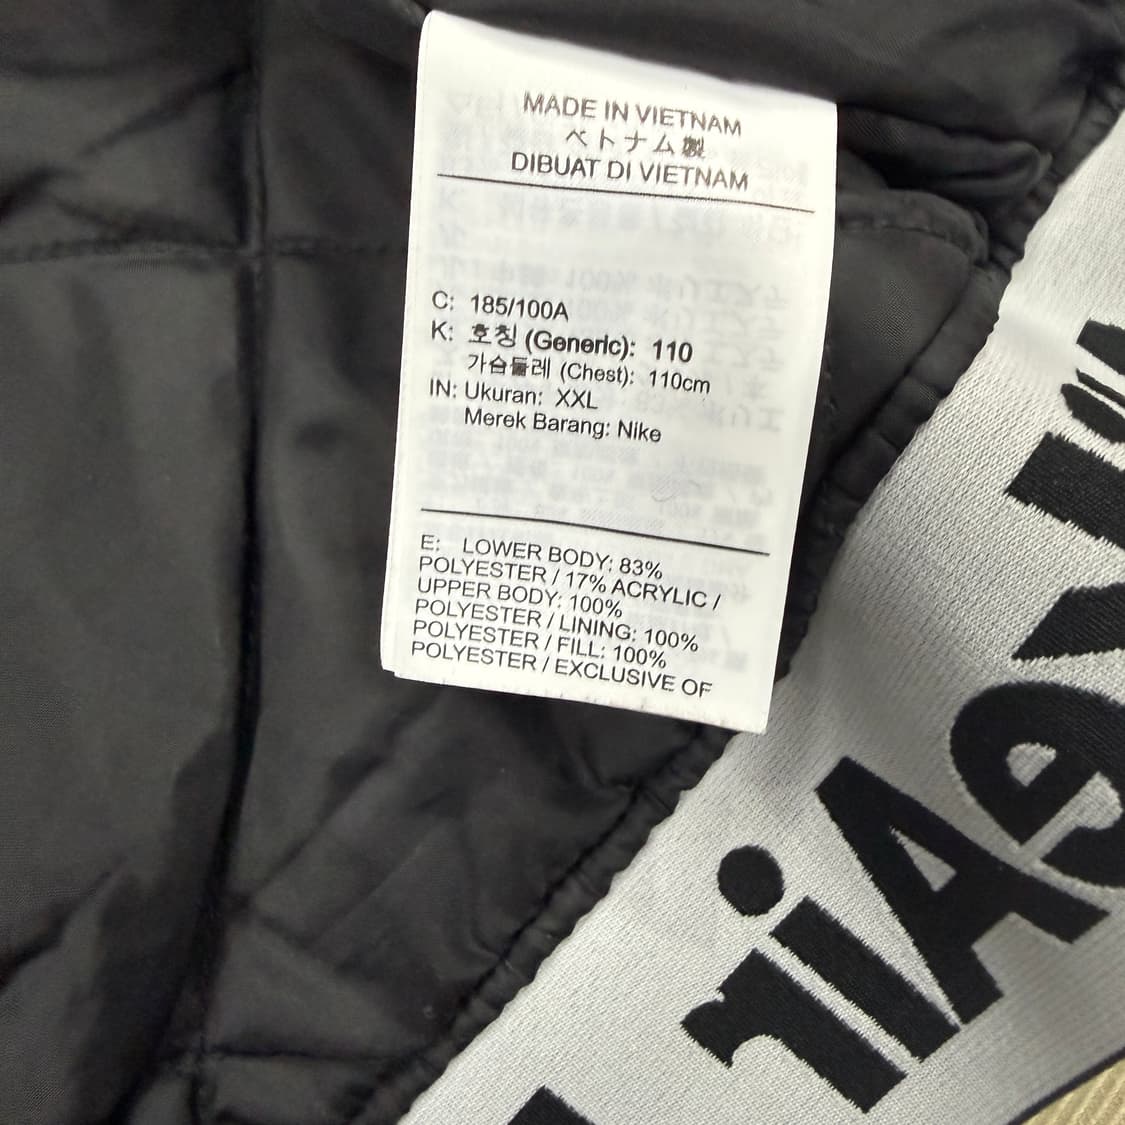 MADE IN VIETNAM
ベトナム製
DIBUAT DI VIETNAM
C: 185/100A
K: 호칭 (Generic): 110
가슴둘레 (Chest): 110cm
IN: Ukuran: XXL
Merek Barang: Nike
E: LOWER BODY: 83%
POLYESTER / 17% ACRYLIC /
UPPER BODY: 100%
POLYESTER / LINING: 100%
POLYESTER / FILL: 100%
POLYESTER / EXCLUSIVE OF